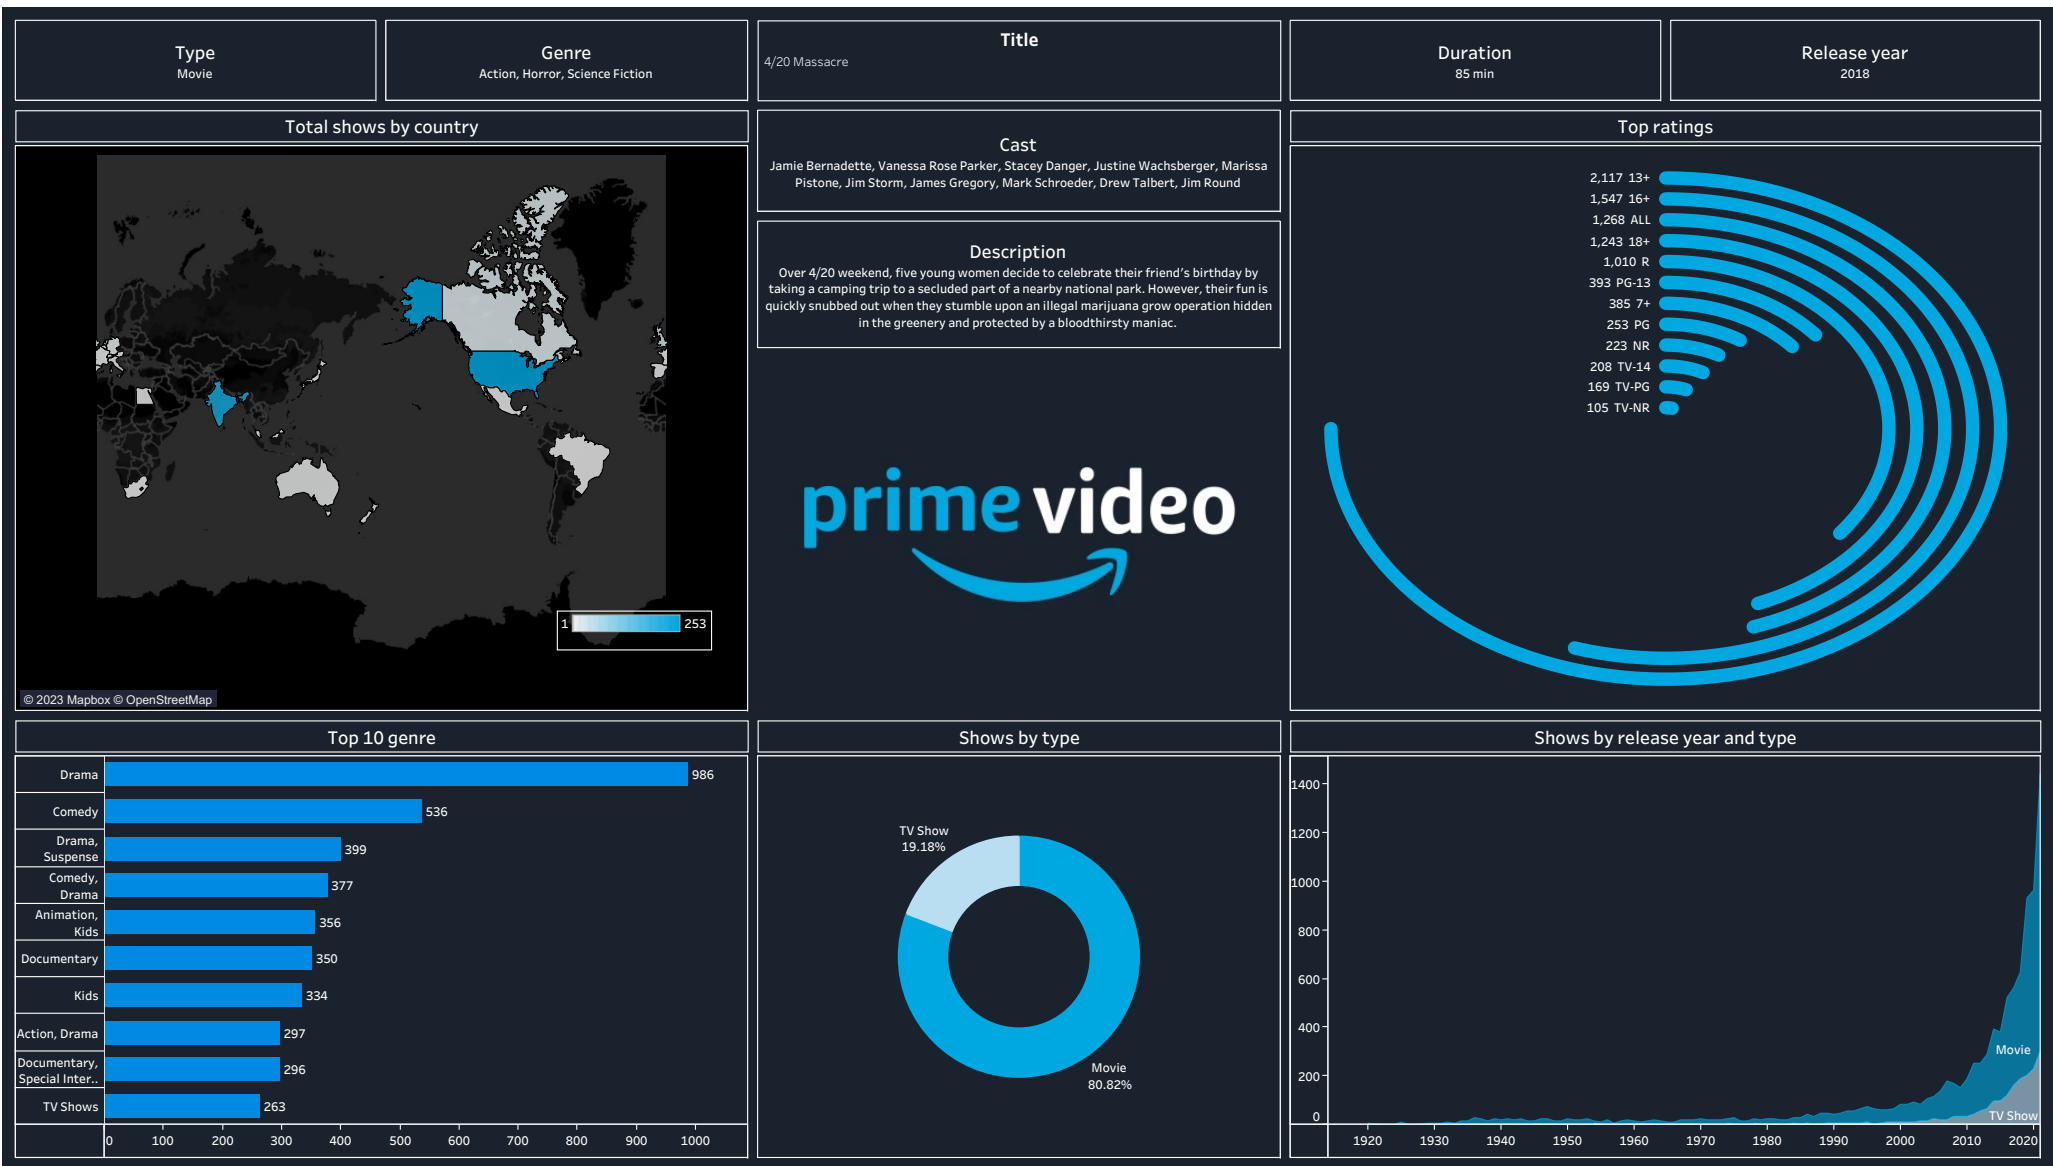 Type
Movie
Genre
Action, Horror, Science Fiction
Title
4/20 Massacre
Duration
85 min
Release year
2018
Total shows by country
1
253
© 2023 Mapbox © OpenStreetMap
Cast
Jamie Bernadette, Vanessa Rose Parker, Stacey Danger, Justine Wachsberger, Marissa
Pistone, Jim Storm, James Gregory, Mark Schroeder, Drew Talbert, Jim Round
Description
Over 4/20 weekend, five young women decide to celebrate their friend's birthday by
taking a camping trip to a secluded part of a nearby national park. However, their fun is
quickly snubbed out when they stumble upon an illegal marijuana grow operation hidden
in the greenery and protected by a bloodthirsty maniac.
prime video
Top ratings
2,117 13+
1,547 16+
1,268 ALL
1,243 18+
1,010 R
393 PG-13
385 7+
253 PG
223 NR
208 TV-14
169 TV-PG
105 TV-NR
Top 10 genre
Drama
986
Comedy
536
Drama,
Suspense
399
Comedy,
Drama
377
Animation,
Kids
356
Documentary
350
Kids
334
Action, Drama
297
Documentary,
Special Inter..
296
TV Shows
263
0 100 200 300 400 500 600 700 800 900 1000
Shows by type
TV Show
19.18%
Movie
80.82%
Shows by release year and type
1400
1200
1000
800
600
400
200
0
Movie
TV Show
1920 1930 1940 1950 1960 1970 1980 1990 2000 2010 2020